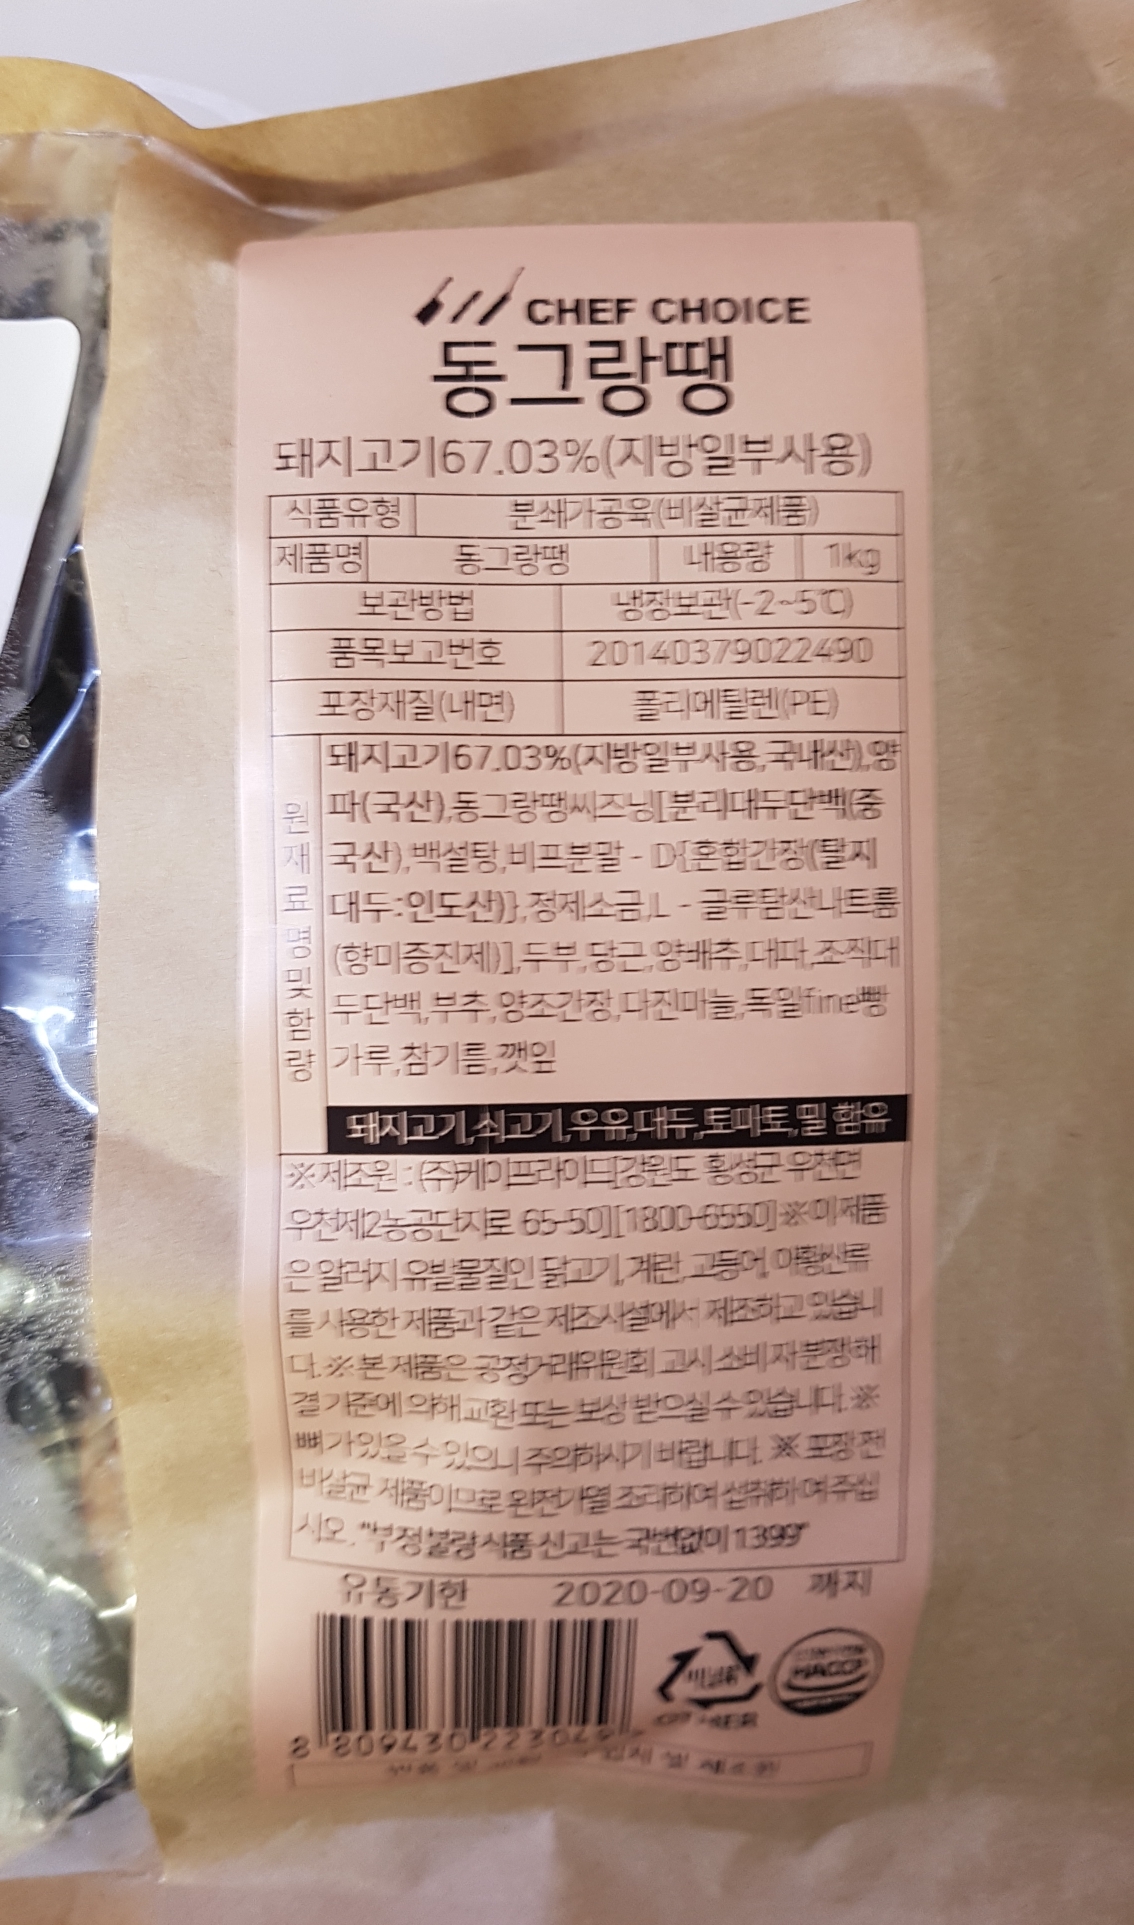 CHEF CHOICE
동그랑땡
돼지고기67.03%(지방일부사용)
식품유형 분쇄가공육(비살균제품)
제품명 동그랑땡 내용량 1kg
보관방법 냉장보관(-2~5℃)
품목보고번호 20140379022490
포장재질(내면) 폴리에틸렌(PE)
원재료명및함량
돼지고기67.03%(지방일부사용,국내산),양
파(국산),동그랑땡씨즈닝[분리대두단백(중
국산),백설탕,비프분말-D{혼합간장(탈지
대두:인도산)},정제소금,L-글루탐산나트륨
(향미증진제)],두부,당근,양배추,대파,조직대
두단백,부추,양조간장,다진마늘,독일fine빵
가루,참기름,깻잎
돼지고기,쇠고기,우유,대두,토마토,밀 함유
※제조원 : (주)케이프라이드[강원도 횡성군 우천면
우천제2농공단지로 65-50][1800-6550]※이 제품
은 알러지 유발물질인 닭고기,계란,고등어,아황산류
를 사용한 제품과 같은 제조시설에서 제조하고 있습니
다.※본 제품은 공정거래위원회 고시 소비자분쟁해
결기준에 의해 교환 또는 보상 받으실 수 있습니다.※
뼈가 있을 수 있으니 주의하시기 바랍니다. ※포장 전
비살균 제품이므로 완전가열 조리하여 섭취하여 주십
시오. "부정불량식품 신고는 국번없이 1399"
유통기한 2020-09-20 까지
비닐류
HACCP
8 809430 22304